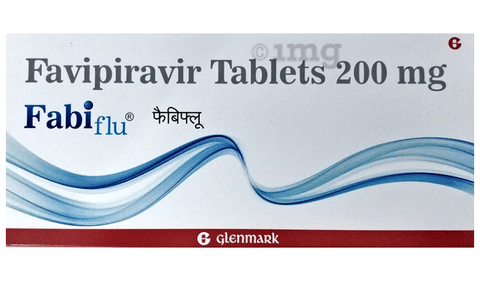 ©1mg
Favipiravir Tablets 200 mg
Fabiflu® फैबिफ्लू
G GLENMARK